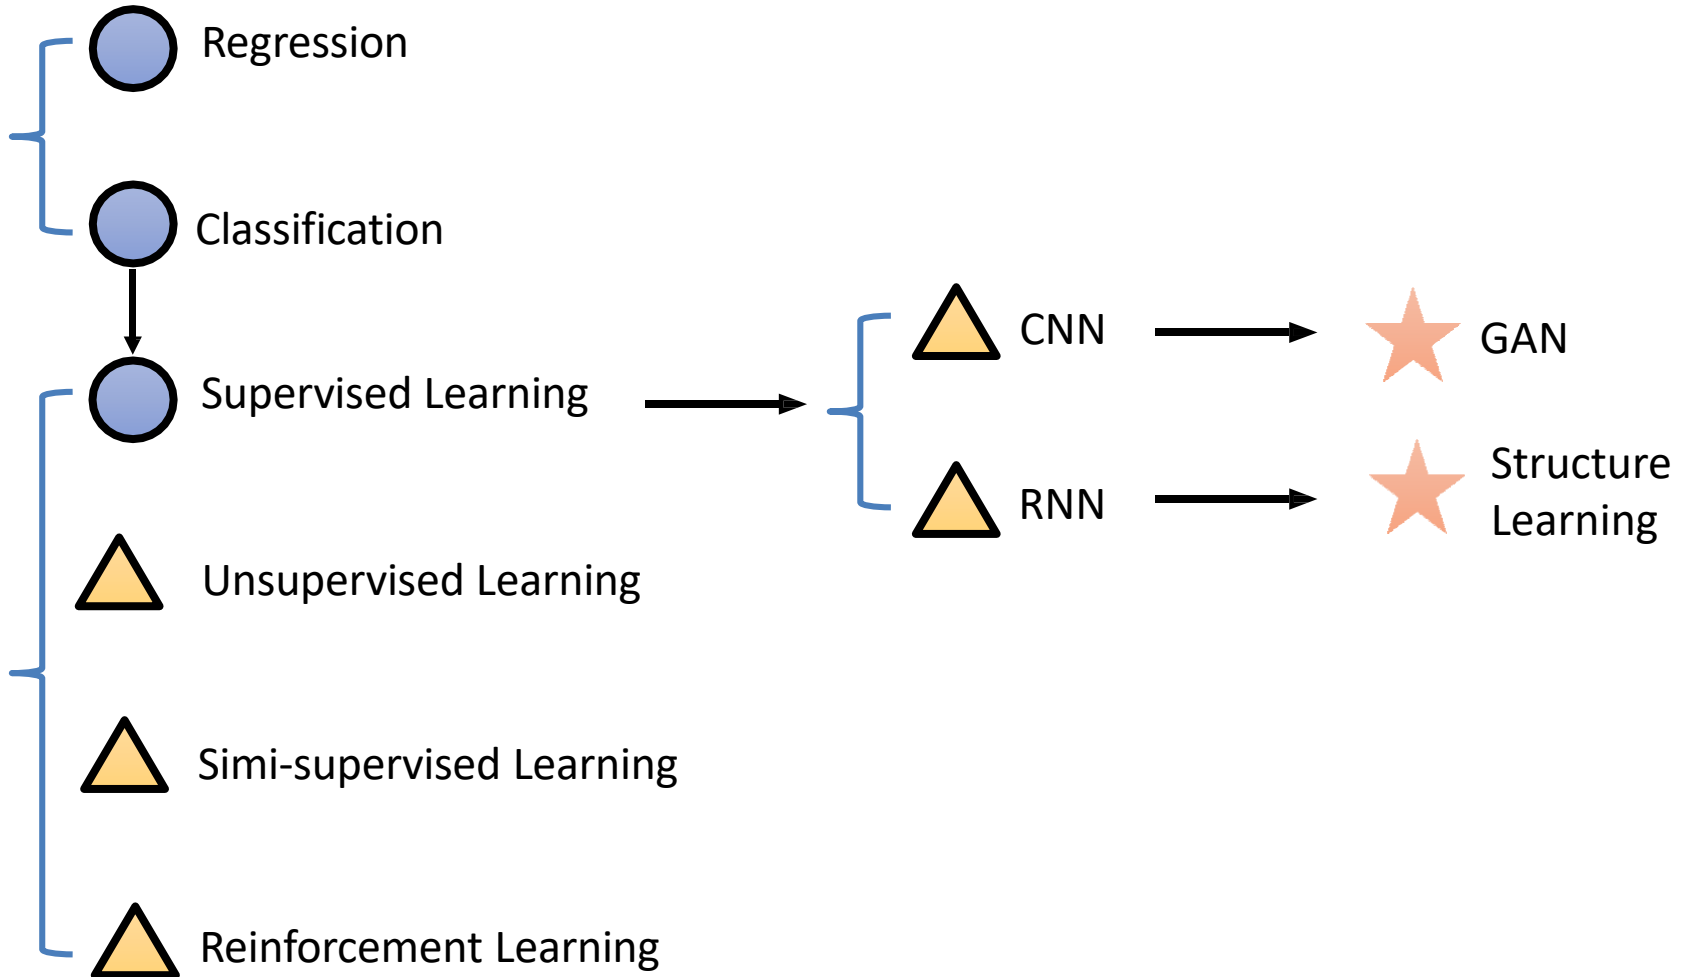 Regression
Classification
Supervised Learning
Unsupervised Learning
Simi-supervised Learning
Reinforcement Learning
CNN
RNN
GAN
Structure
Learning